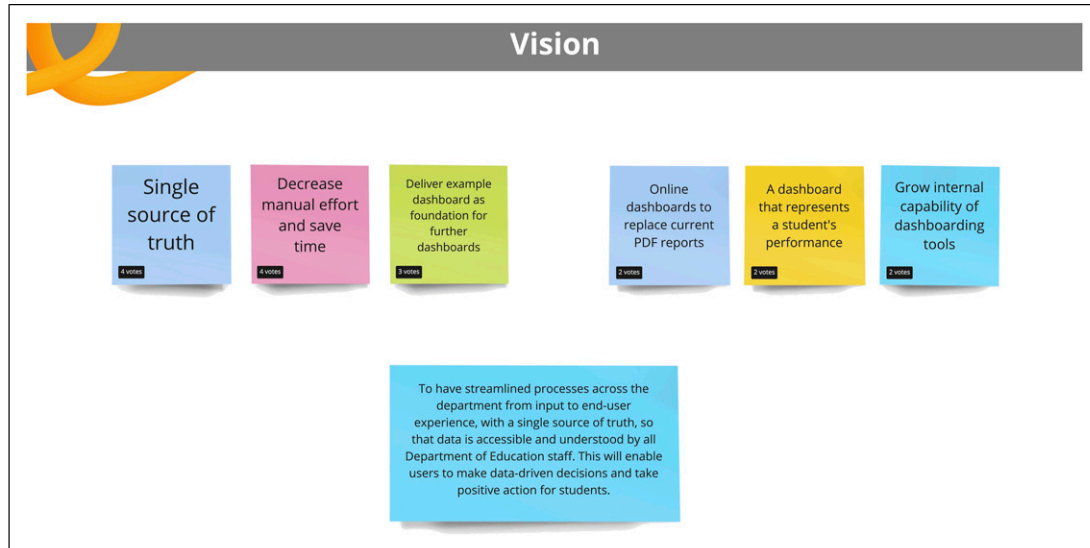 Vision
Single
source of
truth
4 votes
Decrease
manual effort
and save
time
4 votes
Deliver example
dashboard as
foundation for
further
dashboards
3 votes
Online
dashboards to
replace current
PDF reports
2 votes
A dashboard
that represents
a student's
performance
2 votes
Grow internal
capability of
dashboarding
tools
2 votes
To have streamlined processes across the
department from input to end-user
experience, with a single source of truth, so
that data is accessible and understood by all
Department of Education staff. This will enable
users to make data-driven decisions and take
positive action for students.